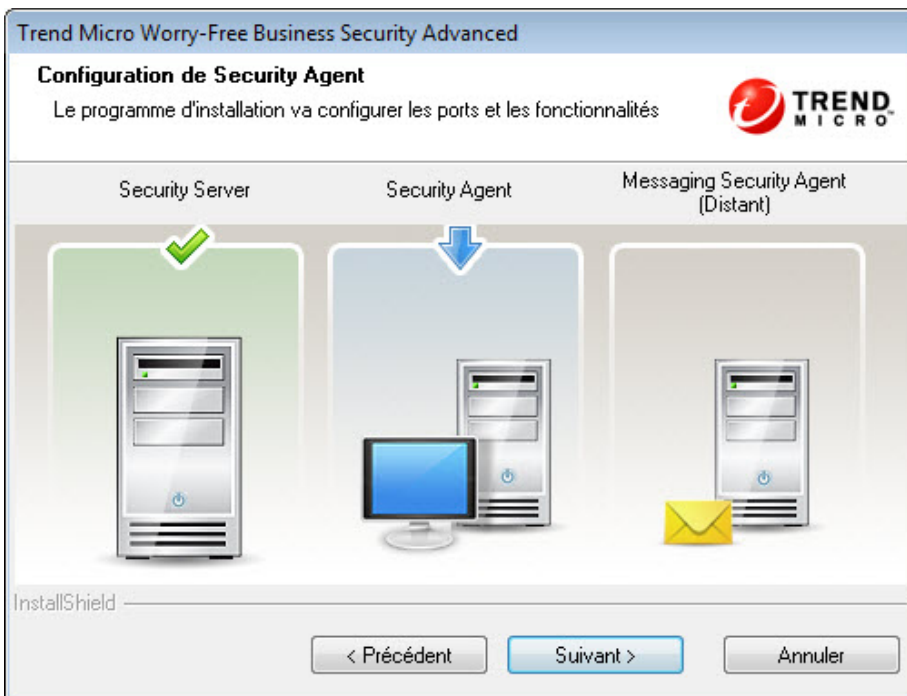 Trend Micro Worry-Free Business Security Advanced
Configuration de Security Agent
Le programme d'installation va configurer les ports et les fonctionnalités
TREND
MICRO™
Security Server
Security Agent
Messaging Security Agent
(Distant)
InstallShield
< Précédent
Suivant >
Annuler